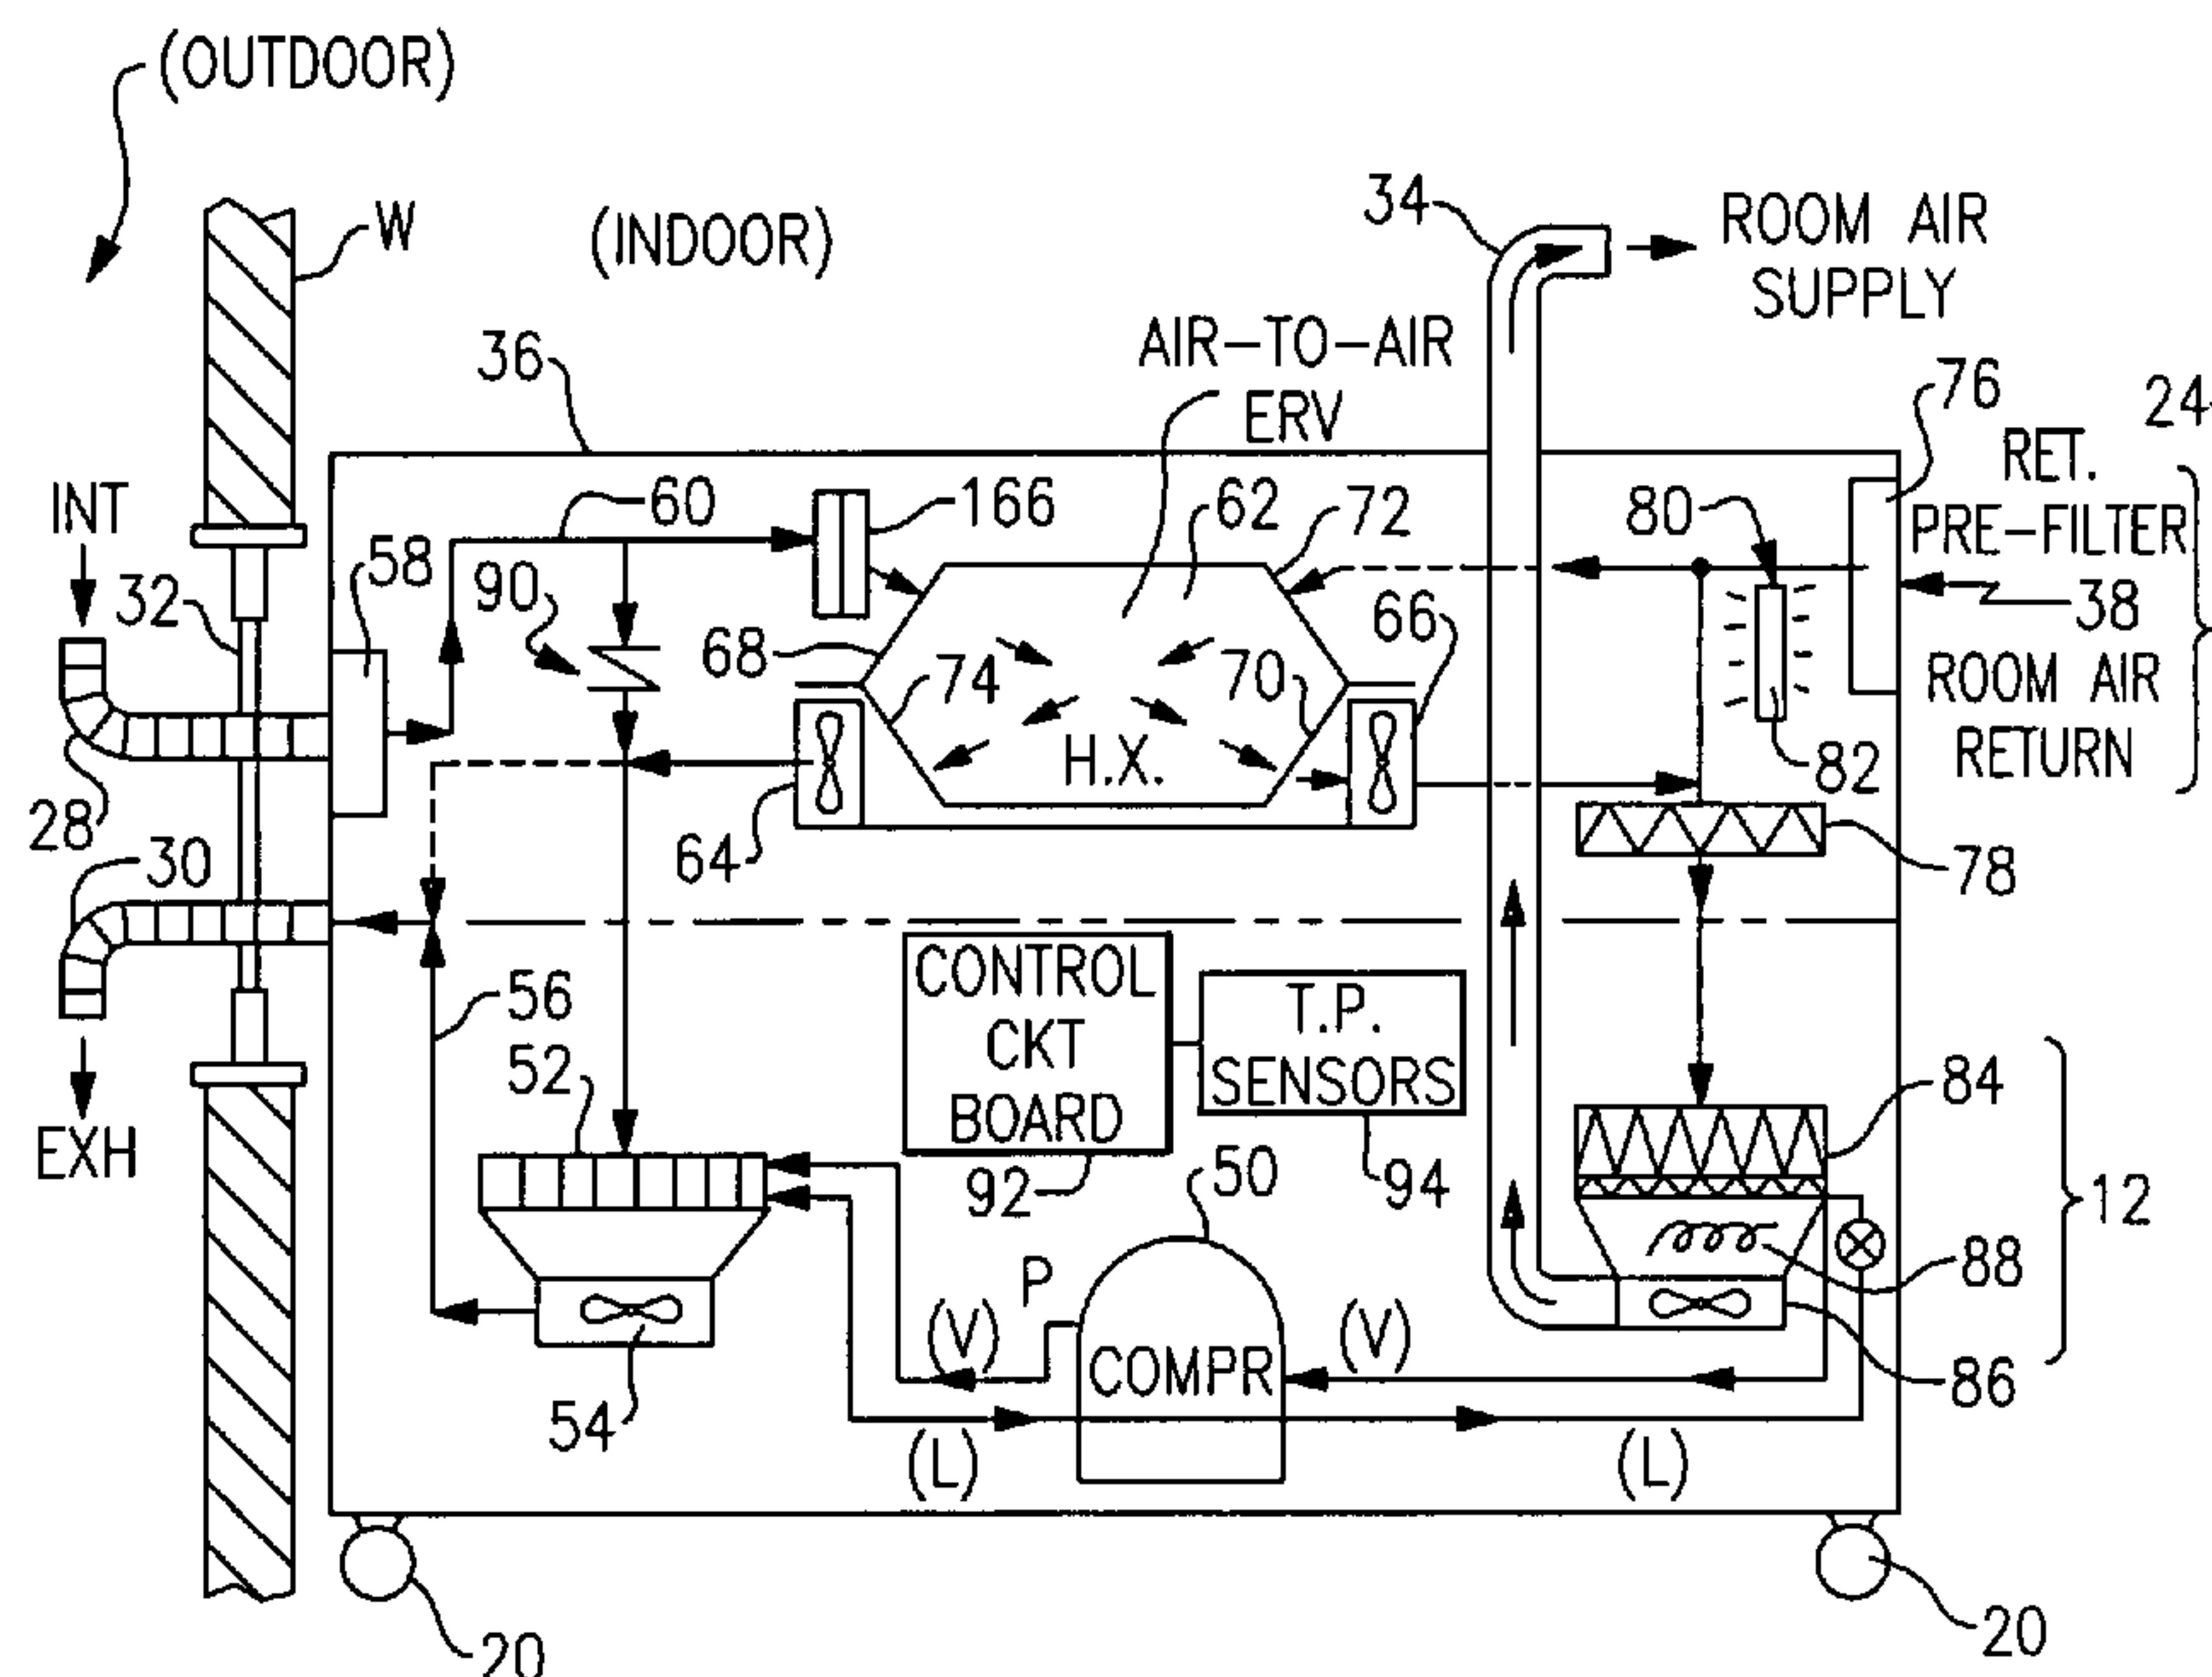 (OUTDOOR)
W
(INDOOR)
34
ROOM AIR
SUPPLY
36
AIR-TO-AIR
ERV
76
24
RET.
PRE-FILTER
INT
60
166
62
72
80
58
32
90
68
74
70
66
38
ROOM AIR
RETURN
H.X.
82
28
30
64
78
CONTROL
CKT
BOARD
T.P.
SENSORS
56
52
84
EXH
92
50
94
12
P
88
(V)
(V)
COMPR
86
54
(L)
(L)
20
20